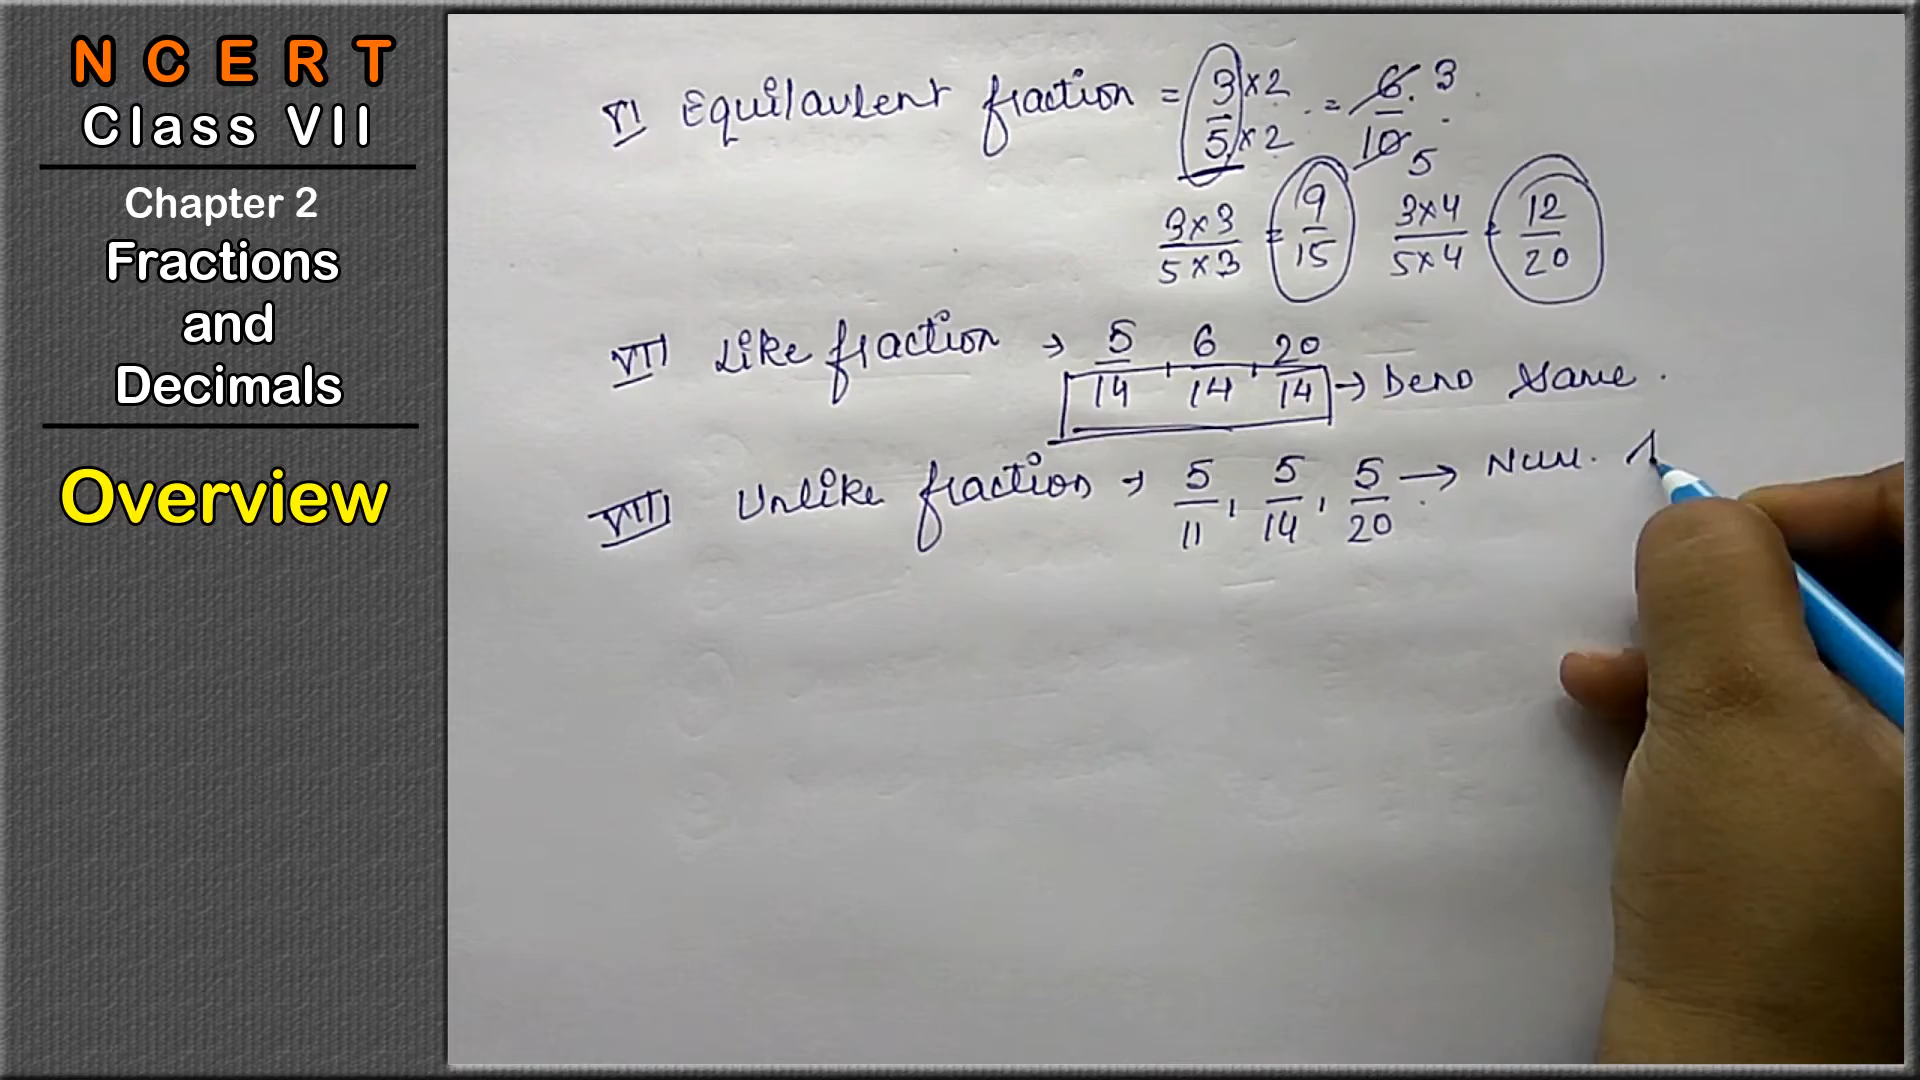 N C E R T
Class VII
Chapter 2
Fractions
and
Decimals
Overview
VI Equilavlent fraction = 3/5 ×2/×2 = 6/10 3/5
3×3/5×3 = 9/15 3×4/5×4 = 12/20
VII Like fraction → 5/14, 6/14, 20/14 → Deno Same.
VIII Unlike fraction → 5/11, 5/14, 5/20 → Num.